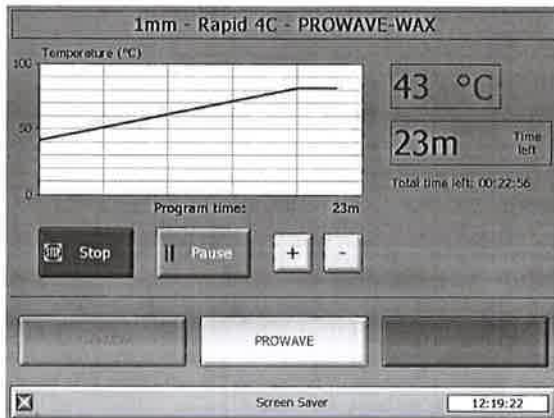 1mm - Rapid 4C - PROWAVE-WAX
Temperature (°C)
100
50
0
Program time: 23m
43 °C
23m Time left
Total time left: 00:22:56
STOP Stop
Pause
+ -
PROWAVE
Screen Saver 12:19:22